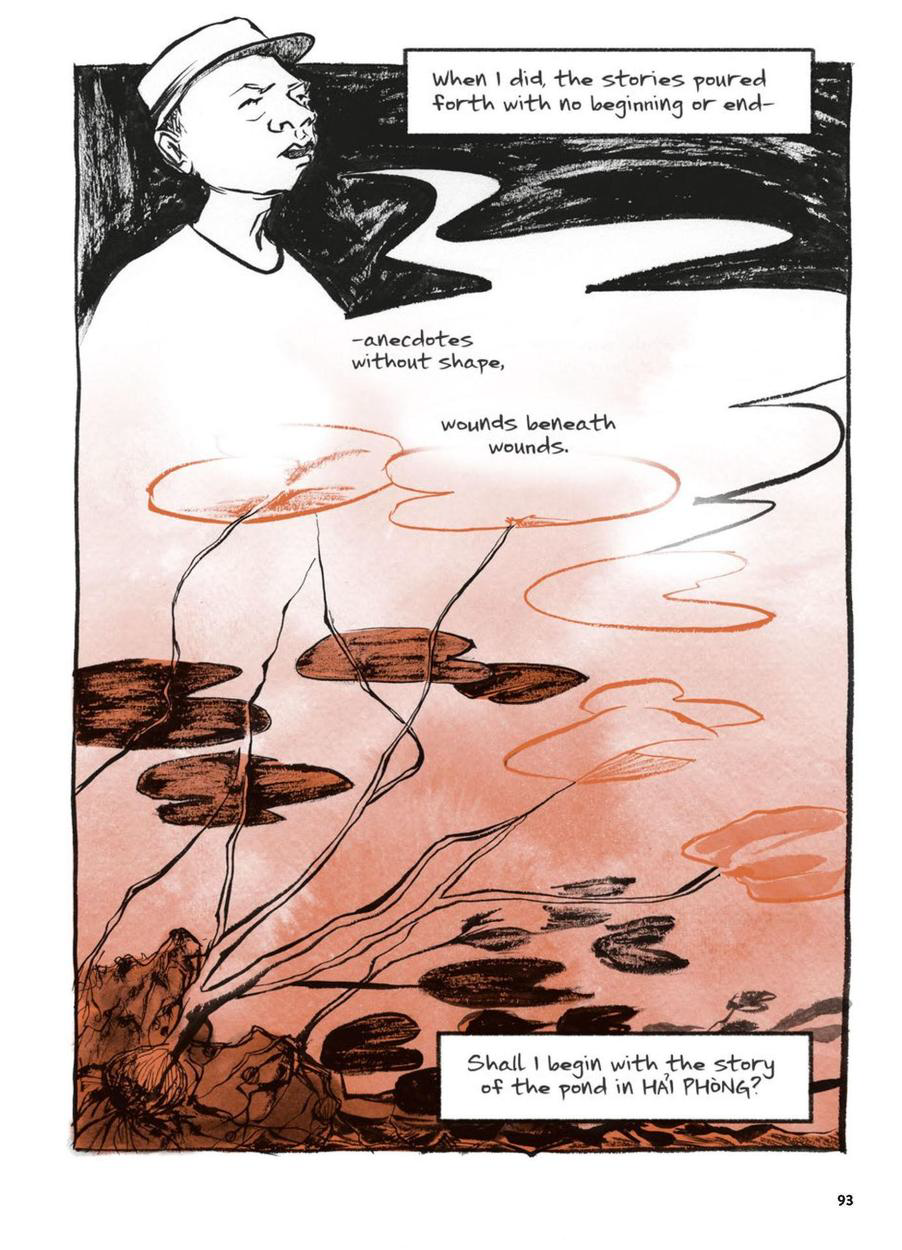 When I did, the stories poured
forth with no beginning or end–
–anecdotes
without shape,
wounds beneath
wounds.
Shall I begin with the story
of the pond in HẢI PHÒNG?
93